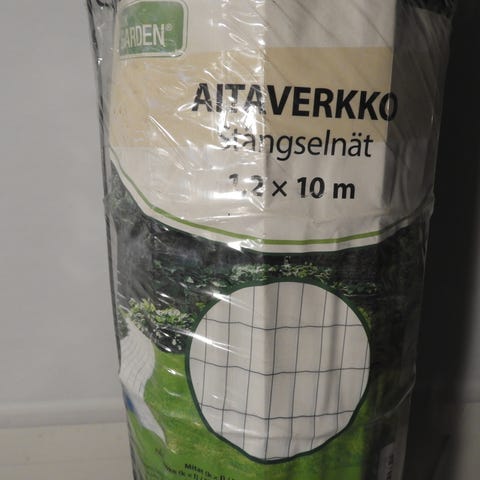 GARDEN®
AITAVERKKO
Stängselnät
1,2 × 10 m